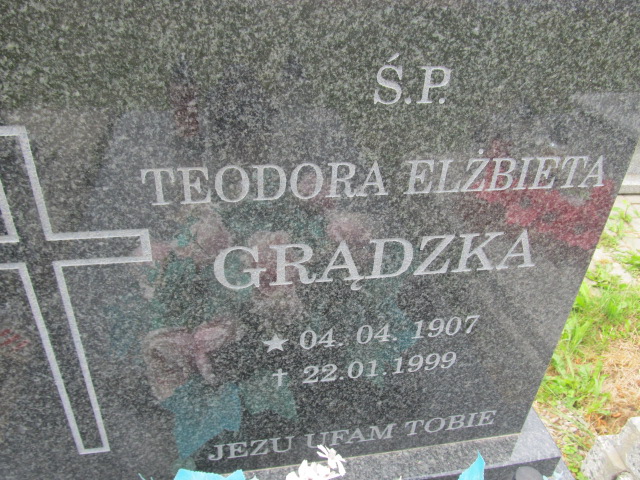 Ś.P.
TEODORA ELŻBIETA
GRĄDZKA
★ 04. 04. 1907
† 22.01.1999
JEZU UFAM TOBIE